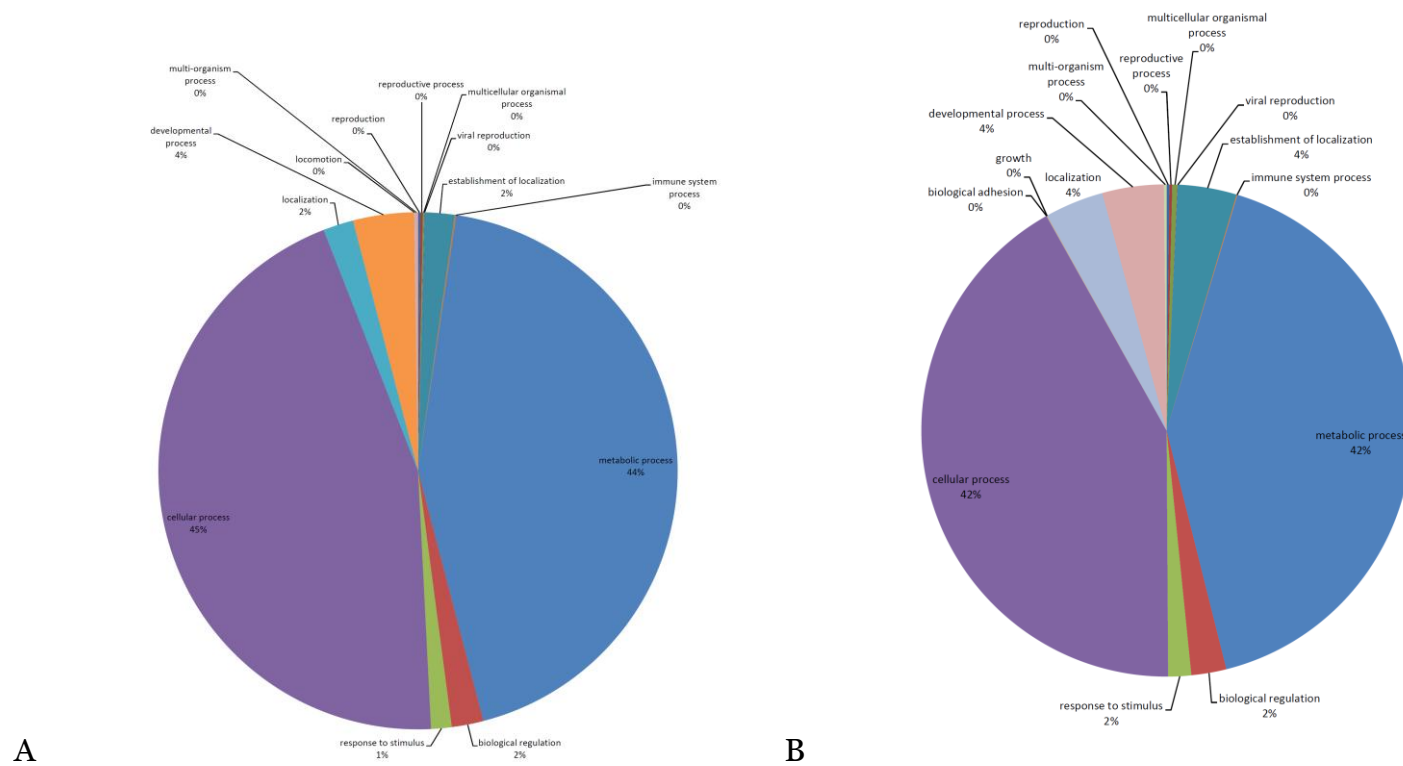 multi-organism
process
0%
reproductive process
0%
multicellular organismal
process
0%
reproduction
0%
developmental
process
4%
viral reproduction
0%
locomotion
0%
establishment of localization
2%
immune system
process
0%
localization
2%
metabolic process
44%
cellular process
45%
response to stimulus
1%
biological regulation
2%
A
reproduction
0%
multicellular organismal
process
0%
multi-organism
process
0%
reproductive
process
0%
developmental process
4%
viral reproduction
0%
establishment of localization
4%
growth
0%
localization
4%
biological adhesion
0%
immune system process
0%
metabolic process
42%
cellular process
42%
response to stimulus
2%
biological regulation
2%
B